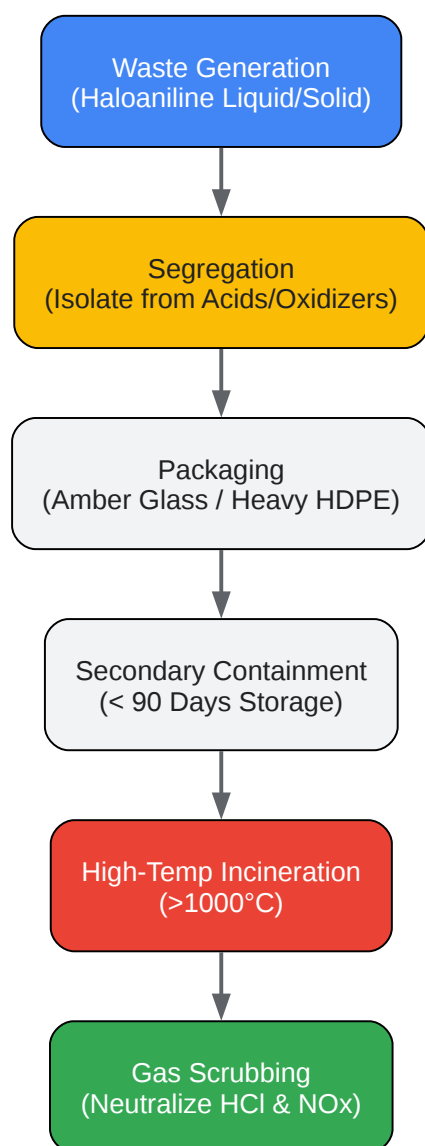 Waste Generation
(Haloaniline Liquid/Solid)
Segregation
(Isolate from Acids/Oxidizers)
Packaging
(Amber Glass / Heavy HDPE)
Secondary Containment
(< 90 Days Storage)
High-Temp Incineration
(>1000°C)
Gas Scrubbing
(Neutralize HCl & NOx)